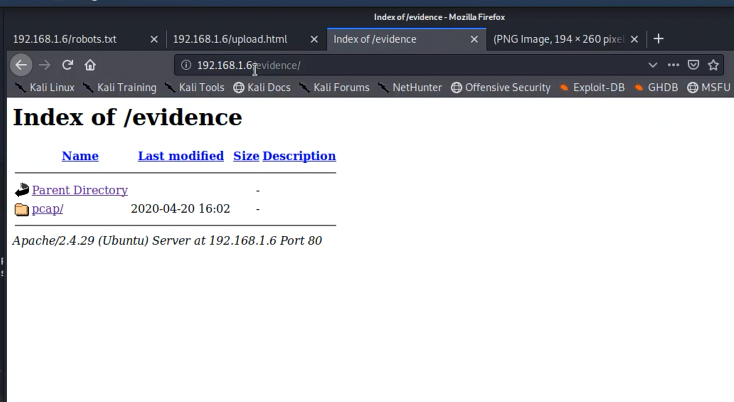 Index of /evidence - Mozilla Firefox
192.168.1.6/robots.txt 192.168.1.6/upload.html Index of /evidence (PNG Image, 194 × 260 pixel
192.168.1.6/evidence/
Kali Linux Kali Training Kali Tools Kali Docs Kali Forums NetHunter Offensive Security Exploit-DB GHDB MSFU
Index of /evidence
Name Last modified Size Description
Parent Directory -
pcap/ 2020-04-20 16:02 -
Apache/2.4.29 (Ubuntu) Server at 192.168.1.6 Port 80